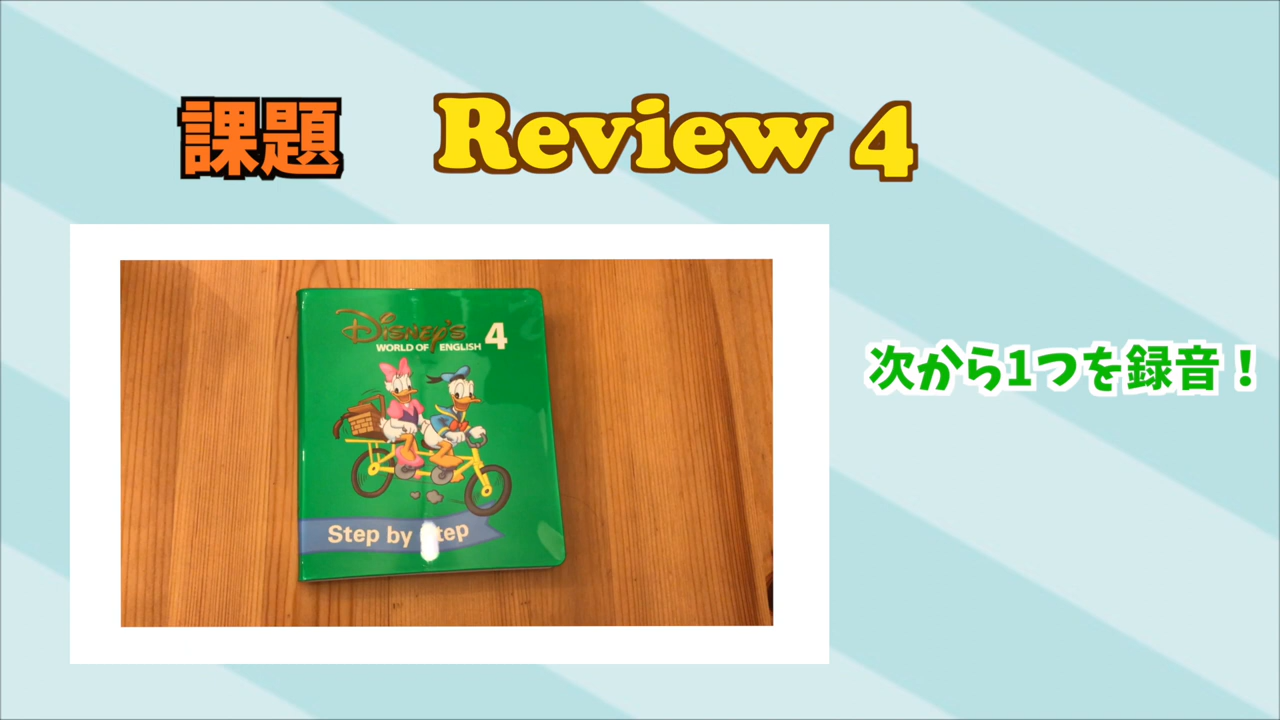 課題 Review 4
DISNEY'S
WORLD OF ENGLISH 4
Step by Step
次から1つを録音！